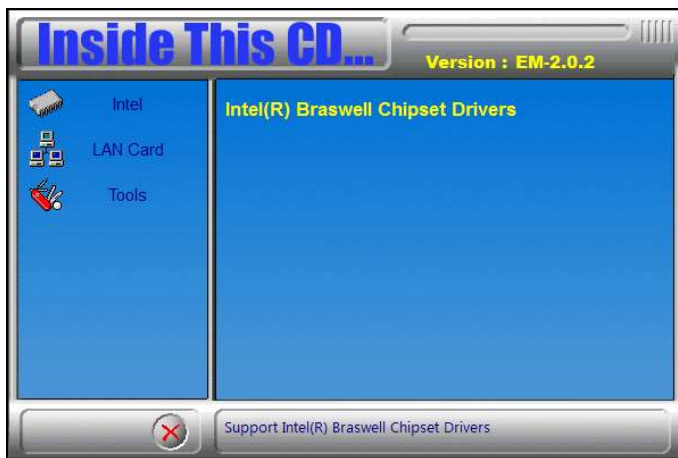 Inside This CD...
Version : EM-2.0.2
Intel
LAN Card
Tools
Intel(R) Braswell Chipset Drivers
Support Intel(R) Braswell Chipset Drivers